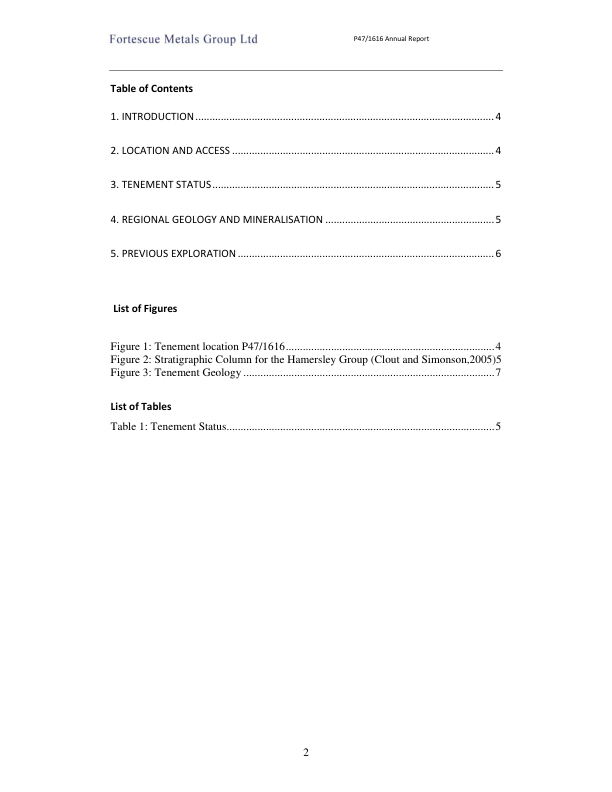 Fortescue Metals Group Ltd P47/1616 Annual Report
Table of Contents
1. INTRODUCTION ........................................................................................................ 4
2. LOCATION AND ACCESS ........................................................................................... 4
3. TENEMENT STATUS .................................................................................................. 5
4. REGIONAL GEOLOGY AND MINERALISATION ........................................................... 5
5. PREVIOUS EXPLORATION ......................................................................................... 6
List of Figures
Figure 1: Tenement location P47/1616.......................................................................... 4
Figure 2: Stratigraphic Column for the Hamersley Group (Clout and Simonson,2005)5
Figure 3: Tenement Geology ......................................................................................... 7
List of Tables
Table 1: Tenement Status............................................................................................... 5
2